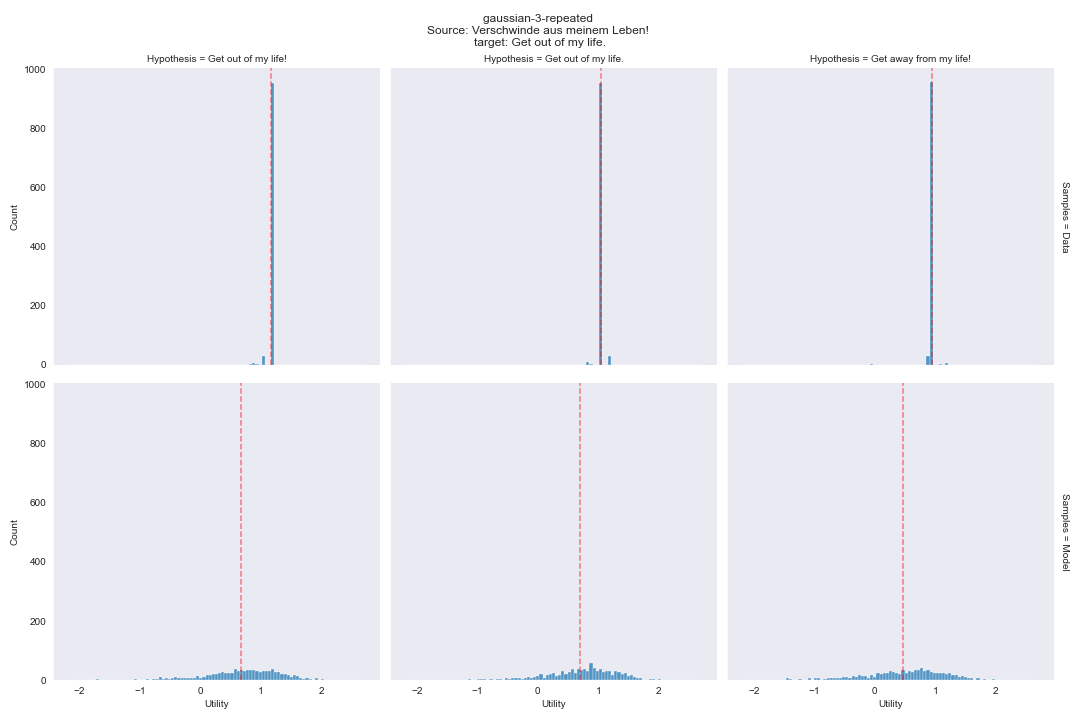 gaussian-3-repeated
Source: Verschwinde aus meinem Leben!
target: Get out of my life.
Hypothesis = Get out of my life!
Hypothesis = Get out of my life.
Hypothesis = Get away from my life!
1000
800
600
400
200
0
Count
Samples = Data
1000
800
600
400
200
0
Count
Samples = Model
−2 −1 0 1 2
−2 −1 0 1 2
−2 −1 0 1 2
Utility
Utility
Utility